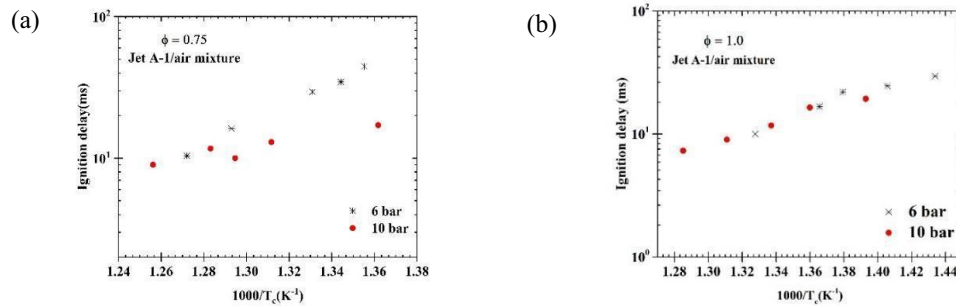 (a)
10²
ϕ = 0.75
Jet A-1/air mixture
10¹
Ignition delay(ms)
6 bar
10 bar
1.24 1.26 1.28 1.30 1.32 1.34 1.36 1.38
1000/T_c(K⁻¹)
(b)
10²
ϕ = 1.0
Jet A-1/air mixture
10¹
Ignition delay (ms)
6 bar
10 bar
10⁰
1.28 1.30 1.32 1.34 1.36 1.38 1.40 1.42 1.44
1000/T_c(K⁻¹)